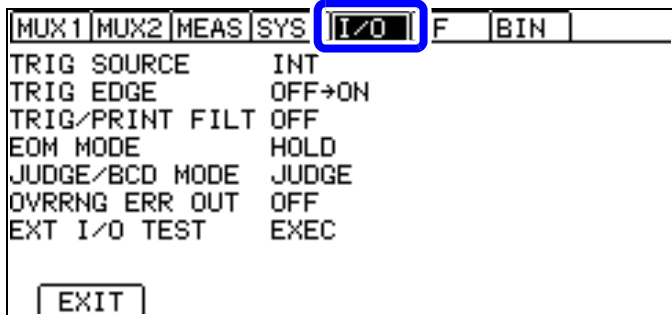 MUX1 MUX2 MEAS SYS I/O F BIN
TRIG SOURCE INT
TRIG EDGE OFF→ON
TRIG/PRINT FILT OFF
EOM MODE HOLD
JUDGE/BCD MODE JUDGE
OVRRNG ERR OUT OFF
EXT I/O TEST EXEC
EXIT